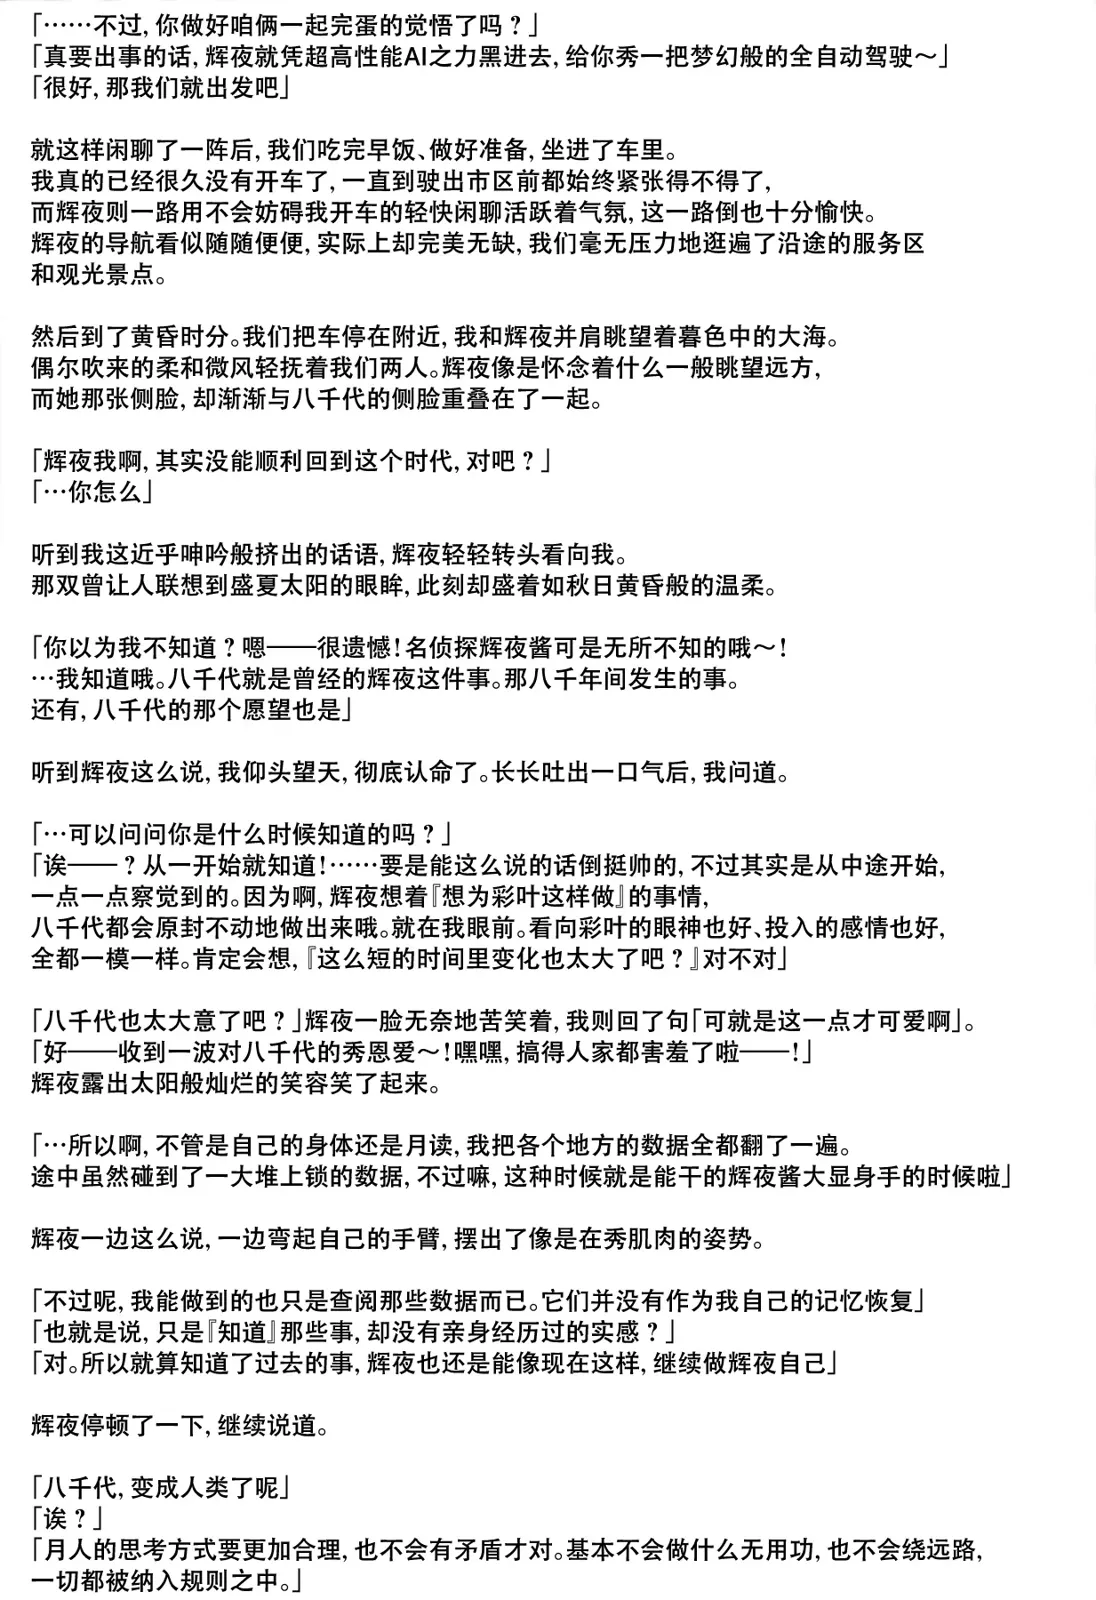 「……不过，你做好咱俩一起完蛋的觉悟了吗？」
「真要出事的话，辉夜就凭超高性能AI之力黑进去，给你秀一把梦幻般的全自动驾驶～」
「很好，那我们就出发吧」
就这样闲聊了一阵后，我们吃完早饭、做好准备，坐进了车里。
我真的已经很久没有开车了，一直到驶出市区前都始终紧张得不得了，
而辉夜则一路用不会妨碍我开车的轻快闲聊活跃着气氛，这一路倒也十分愉快。
辉夜的导航看似随随便便，实际上却完美无缺，我们毫无压力地逛遍了沿途的服务区
和观光景点。
然后到了黄昏时分。我们把车停在附近，我和辉夜并肩眺望着暮色中的大海。
偶尔吹来的柔和微风轻抚着我们两人。辉夜像是怀念着什么一般眺望远方，
而她那张侧脸，却渐渐与八千代的侧脸重叠在了一起。
「辉夜我啊，其实没能顺利回到这个时代，对吧？」
「…你怎么」
听到我这近乎呻吟般挤出的话语，辉夜轻轻转头看向我。
那双曾让人联想到盛夏太阳的眼眸，此刻却盛着如秋日黄昏般的温柔。
「你以为我不知道？嗯——很遗憾！名侦探辉夜酱可是无所不知的哦～！
…我知道哦。八千代就是曾经的辉夜这件事。那八千年间发生的事。
还有，八千代的那个愿望也是」
听到辉夜这么说，我仰头望天，彻底认命了。长长吐出一口气后，我问道。
「…可以问问你是什么时候知道的吗？」
「诶——？从一开始就知道！……要是能这么说的话倒挺帅的，不过其实是从中途开始，
一点一点察觉到的。因为啊，辉夜想着『想为彩叶这样做』的事情，
八千代都会原封不动地做出来哦。就在我眼前。看向彩叶的眼神也好、投入的感情也好，
全都一模一样。肯定会想，『这么短的时间里变化也太大了吧？』对不对」
「八千代也太大意了吧？」辉夜一脸无奈地苦笑着，我则回了句「可就是这一点才可爱啊」。
「好——收到一波对八千代的秀恩爱～！嘿嘿，搞得人家都害羞了啦——！」
辉夜露出太阳般灿烂的笑容笑了起来。
「…所以啊，不管是自己的身体还是月读，我把各个地方的数据全都翻了一遍。
途中虽然碰到了一大堆上锁的数据，不过嘛，这种时候就是能干的辉夜酱大显身手的时候啦」
辉夜一边这么说，一边弯起自己的手臂，摆出了像是在秀肌肉的姿势。
「不过呢，我能做到的也只是查阅那些数据而已。它们并没有作为我自己的记忆恢复」
「也就是说，只是『知道』那些事，却没有亲身经历过的实感？」
「对。所以就算知道了过去的事，辉夜也还是能像现在这样，继续做辉夜自己」
辉夜停顿了一下，继续说道。
「八千代，变成人类了呢」
「诶？」
「月人的思考方式要更加合理，也不会有矛盾才对。基本不会做什么无用功，也不会绕远路，
一切都被纳入规则之中。」